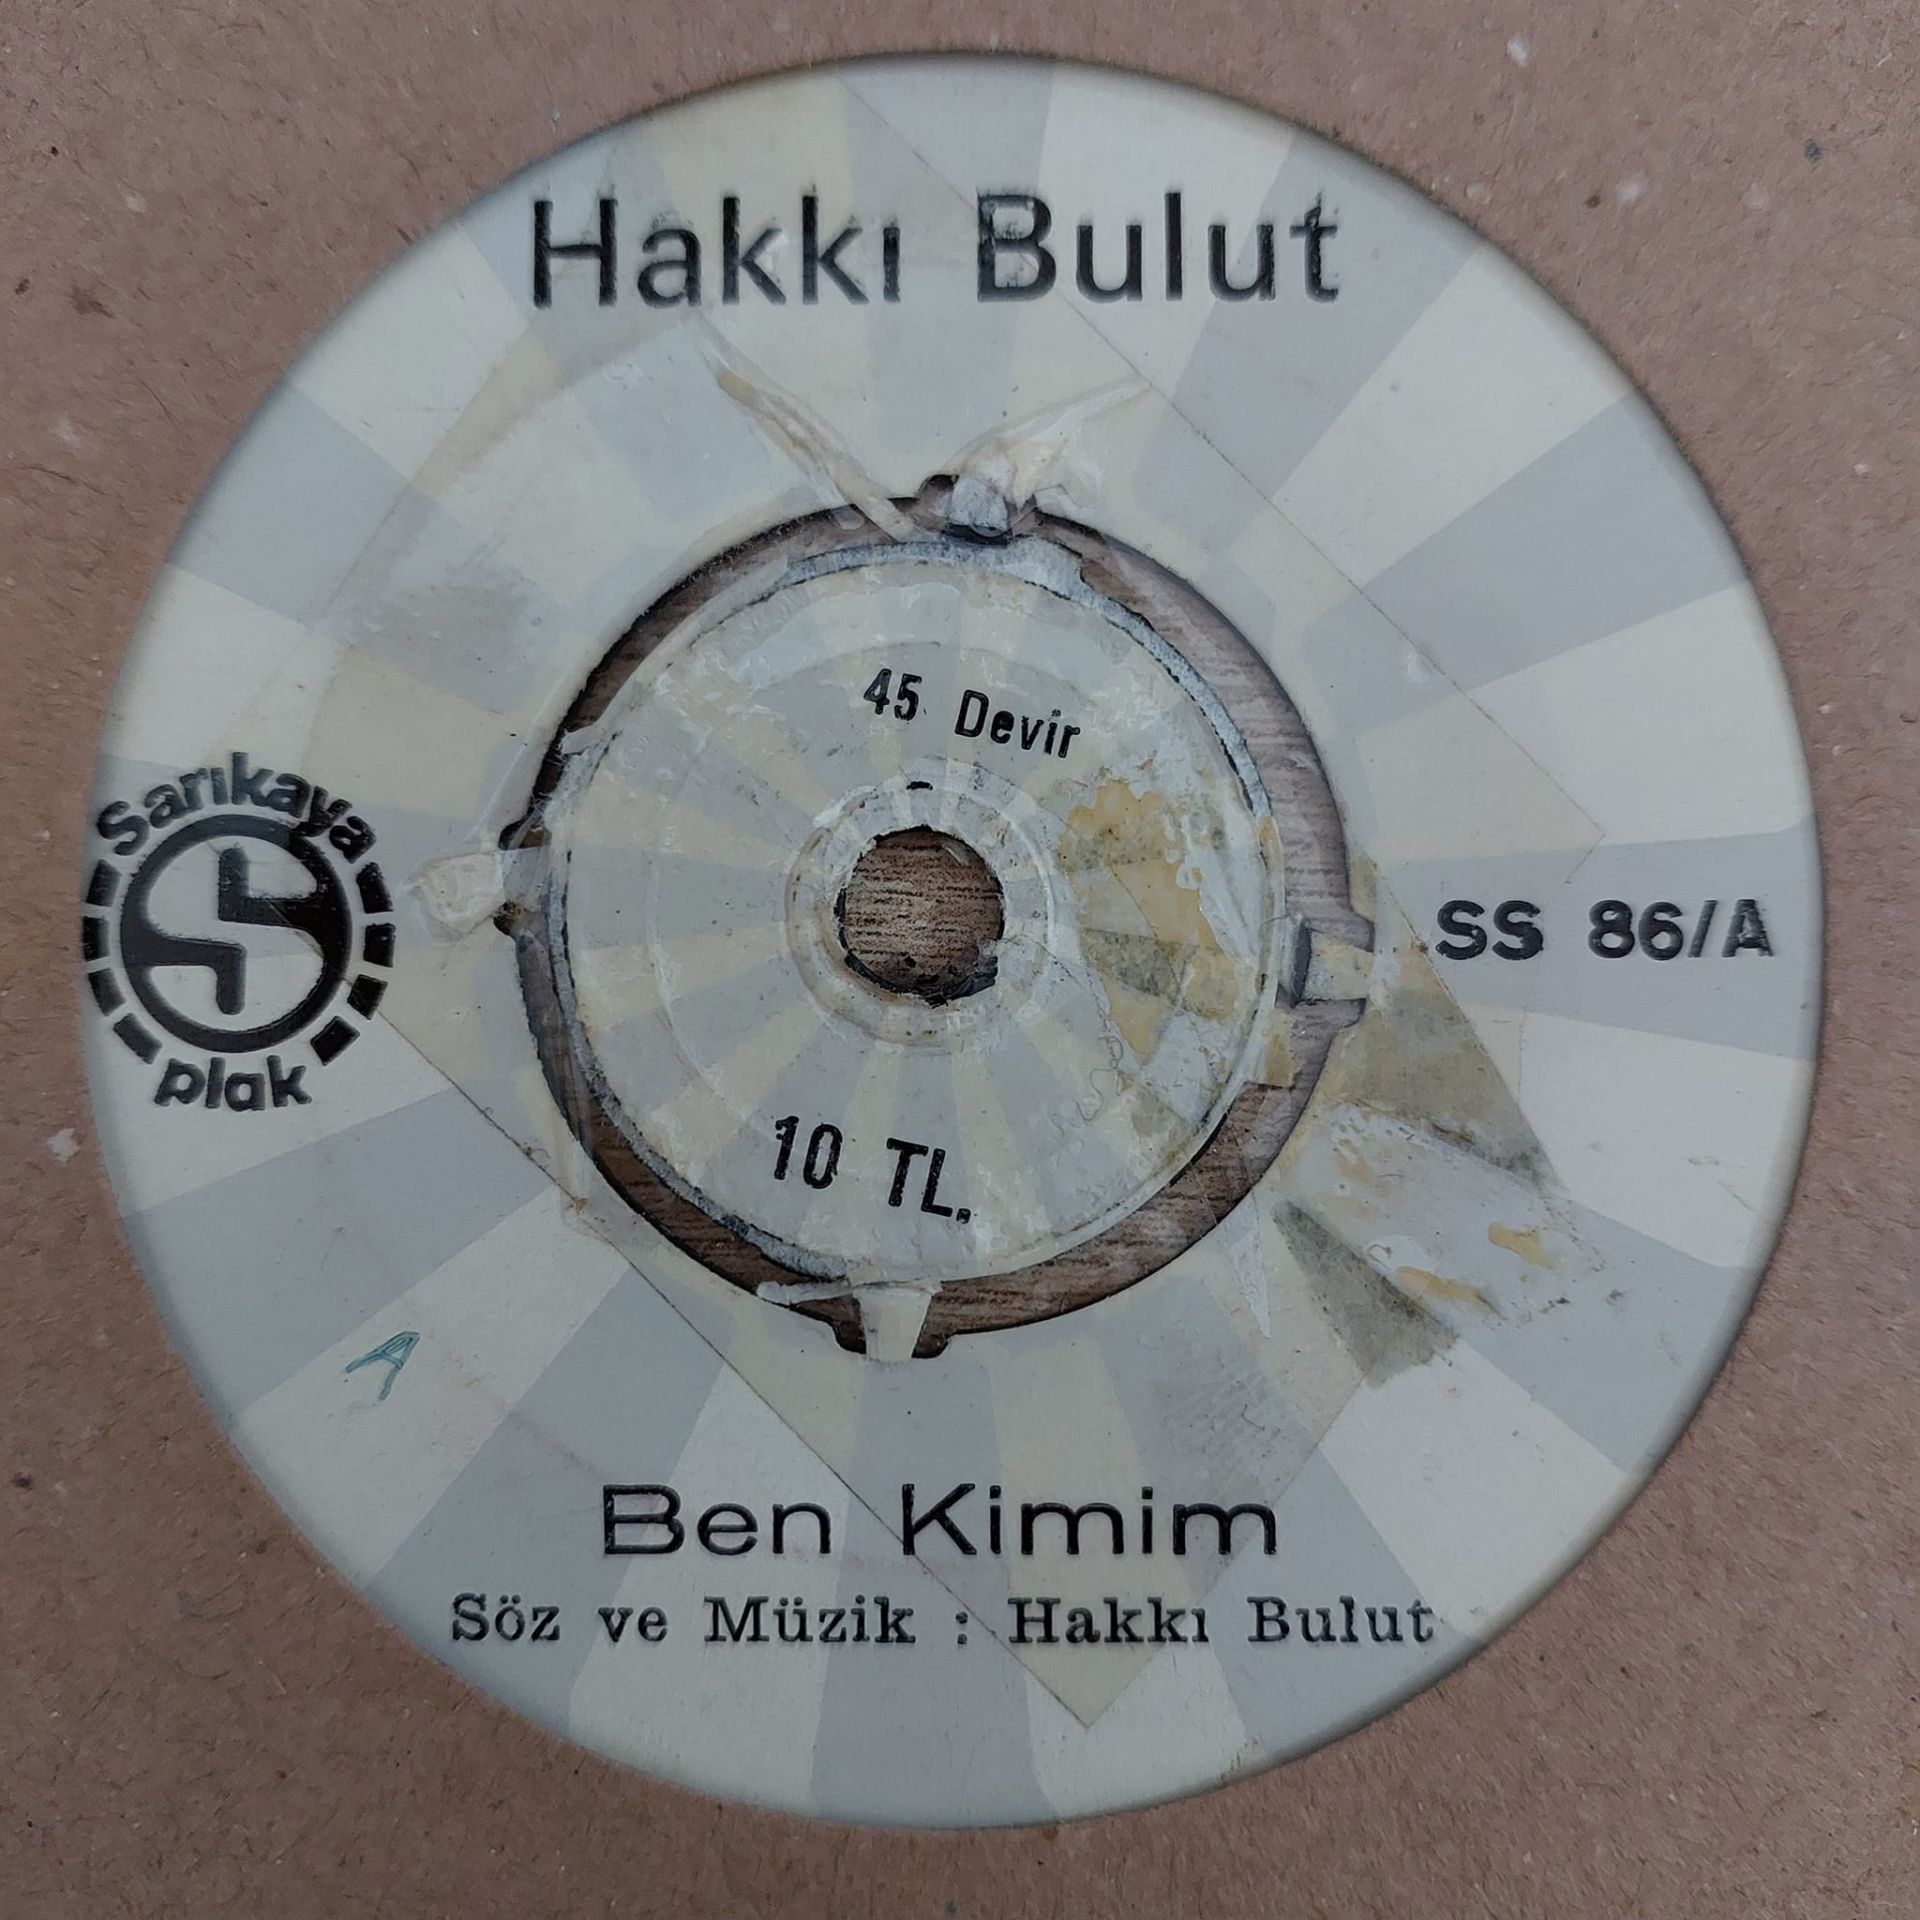 Hakkı Bulut
45 Devir
Sarıkaya
plak
SS 86/A
10 TL.
A
Ben Kimim
Söz ve Müzik : Hakkı Bulut